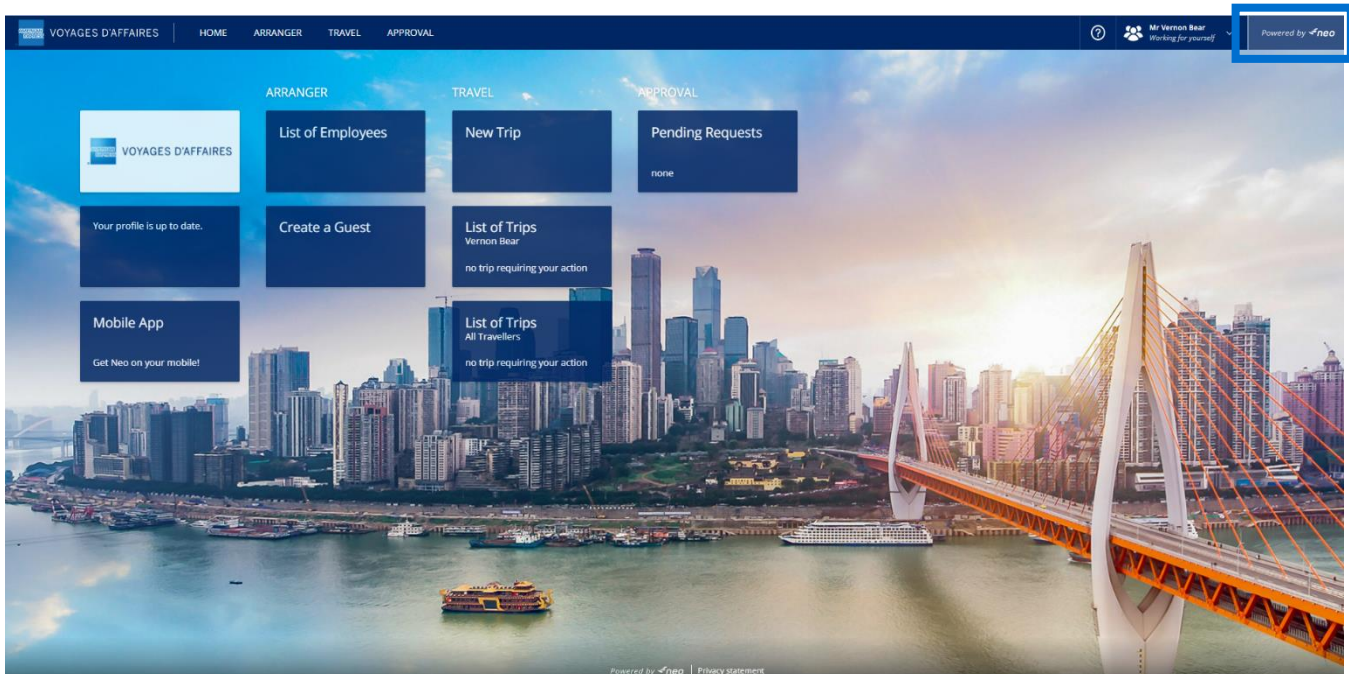 VOYAGES D'AFFAIRES
HOME
ARRANGER
TRAVEL
APPROVAL
Mr Vernon Bear
Working for yourself
Powered by neo
ARRANGER
TRAVEL
APPROVAL
VOYAGES D'AFFAIRES
List of Employees
New Trip
Pending Requests
none
Your profile is up to date.
Create a Guest
List of Trips
Vernon Bear
no trip requiring your action
Mobile App
Get Neo on your mobile!
List of Trips
All Travellers
no trip requiring your action
Powered by neo | Privacy statement